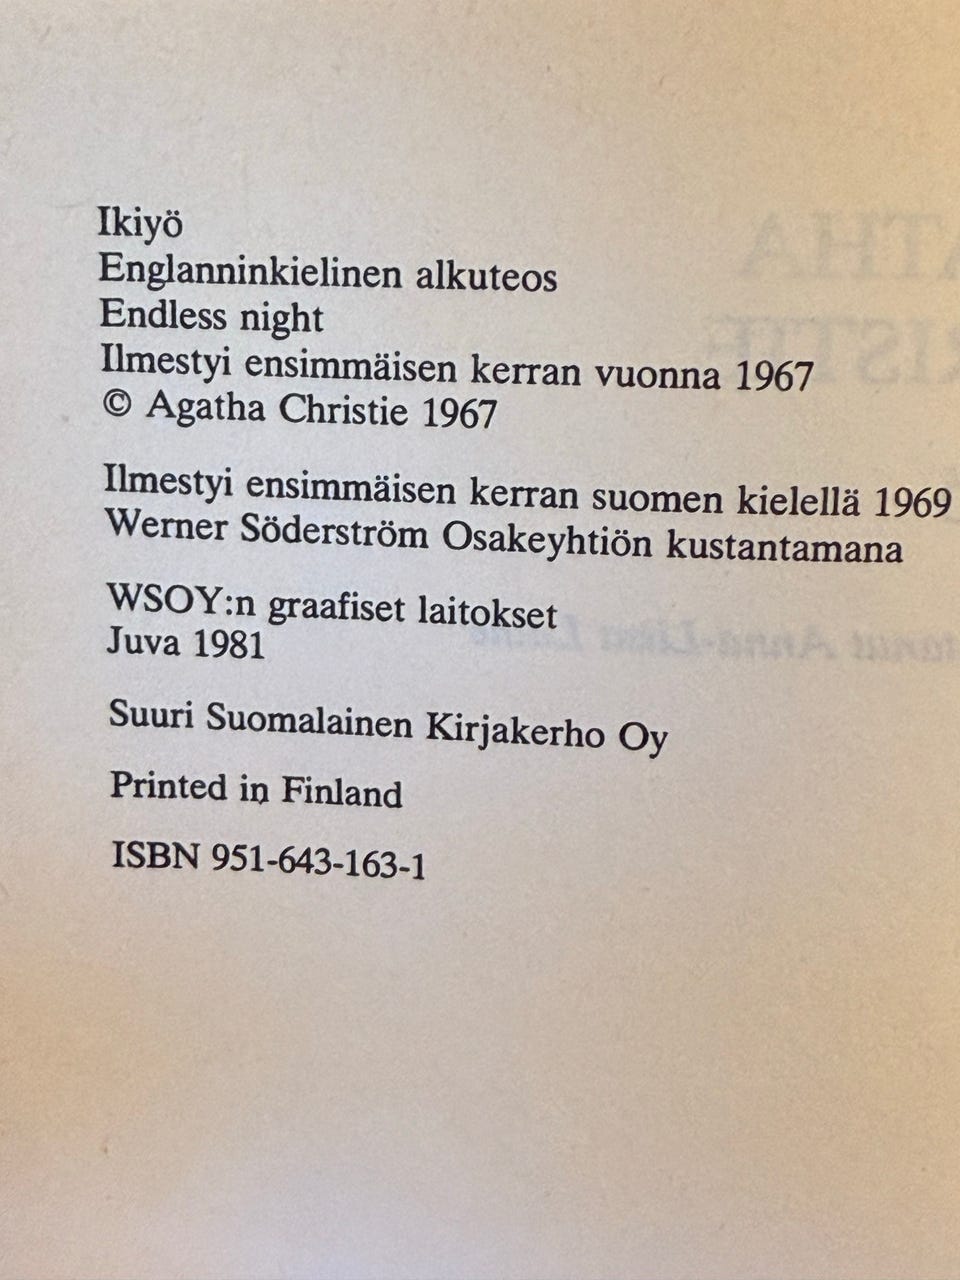 Ikiyö
Englanninkielinen alkuteos
Endless night
Ilmestyi ensimmäisen kerran vuonna 1967
© Agatha Christie 1967
Ilmestyi ensimmäisen kerran suomen kielellä 1969
Werner Söderström Osakeyhtiön kustantamana
WSOY:n graafiset laitokset
Juva 1981
Suuri Suomalainen Kirjakerho Oy
Printed in Finland
ISBN 951-643-163-1